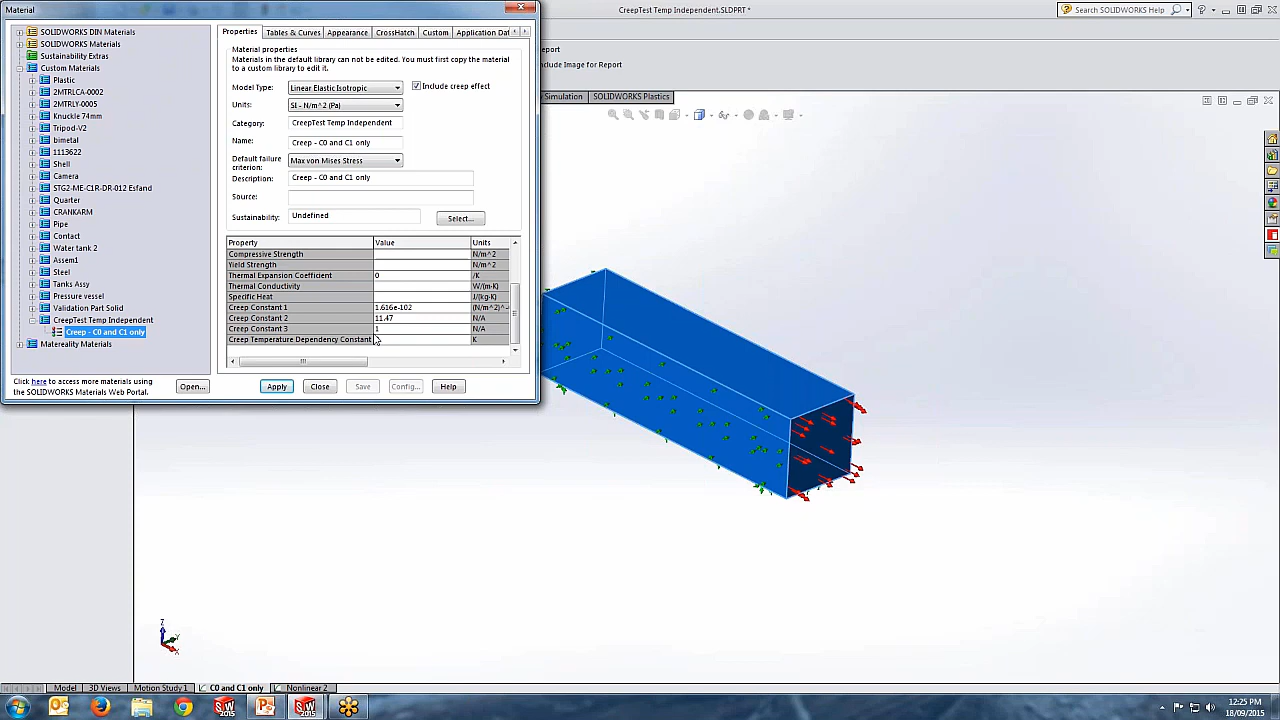 Material
CreepTest Temp Independent.SLDPRT *
Search SOLIDWORKS Help
SOLIDWORKS DIN Materials
SOLIDWORKS Materials
Sustainability Extras
Custom Materials
Plastic
2MTRLCA-0002
2MTRLY-0005
Knuckle 74mm
Tripod-V2
bimetal
1113622
Shell
Camera
STG2-ME-C1R-DR-012 Esfand
Quarter
CRANKARM
Pipe
Contact
Water tank 2
Assem1
Steel
Tanks Assy
Pressure vessel
Validation Part Solid
CreepTest Temp Independent
Creep - C0 and C1 only
Matereality Materials
Click here to access more materials using
the SOLIDWORKS Materials Web Portal.
Open...
Properties Tables & Curves Appearance CrossHatch Custom Application Dat
Material properties
Materials in the default library can not be edited. You must first copy the material
to a custom library to edit it.
Model Type: Linear Elastic Isotropic Include creep effect
Units: SI - N/m^2 (Pa)
Category: CreepTest Temp Independent
Name: Creep - C0 and C1 only
Default failure
criterion: Max von Mises Stress
Description: Creep - C0 and C1 only
Source:
Sustainability: Undefined Select...
Property Value Units
Compressive Strength N/m^2
Yield Strength N/m^2
Thermal Expansion Coefficient 0 /K
Thermal Conductivity W/(m·K)
Specific Heat J/(kg·K)
Creep Constant 1 1.616e-102 (N/m^2)^-
Creep Constant 2 11.47 N/A
Creep Constant 3 1 N/A
Creep Temperature Dependency Constant K
Apply Close Save Config... Help
eport
clude Image for Report
Simulation SOLIDWORKS Plastics
Z
Y
X
Model 3D Views Motion Study 1 C0 and C1 only Nonlinear 2
2015
2015
12:25 PM
18/09/2015